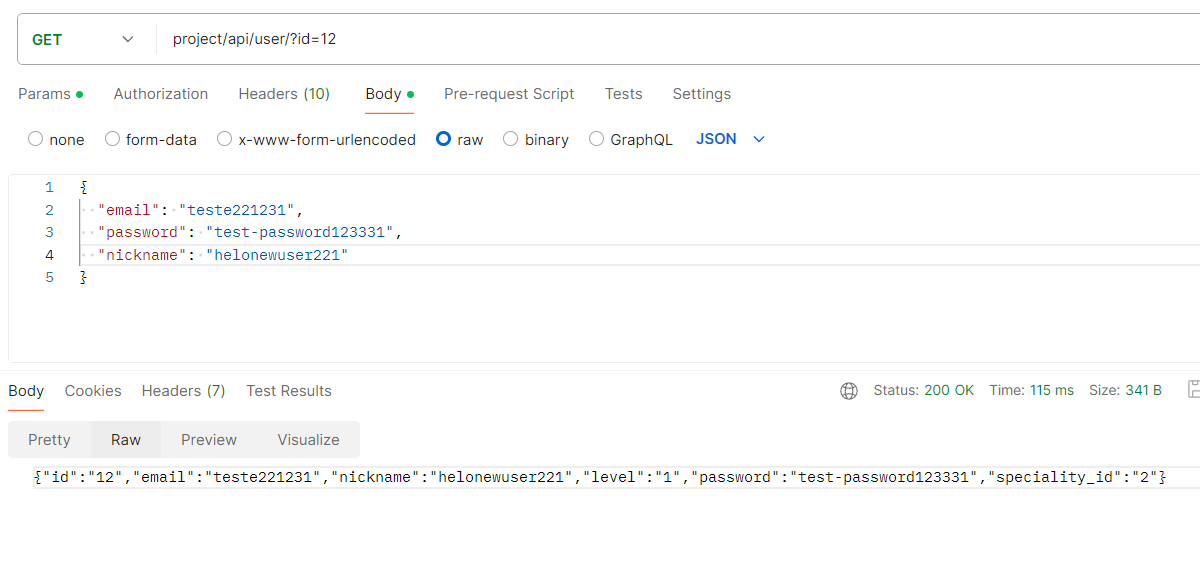 GET project/api/user/?id=12
Params Authorization Headers (10) Body Pre-request Script Tests Settings
none form-data x-www-form-urlencoded raw binary GraphQL JSON
1 {
2 "email": "teste221231",
3 "password": "test-password123331",
4 "nickname": "helonewuser221"
5 }
Body Cookies Headers (7) Test Results Status: 200 OK Time: 115 ms Size: 341 B
Pretty Raw Preview Visualize
{"id":"12","email":"teste221231","nickname":"helonewuser221","level":"1","password":"test-password123331","speciality_id":"2"}